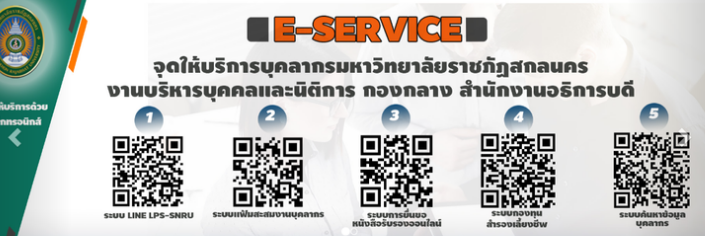 E-SERVICE
จุดให้บริการบุคลากรมหาวิทยาลัยราชภัฏสกลนคร
งานบริหารบุคคลและนิติการ กองกลาง สำนักงานอธิการบดี
ห้บริการด้วย
กทรอนิกส์
1 2 3 4 5
ระบบ LINE LPS-SNRU
ระบบแฟ้มสะสมงานบุคลากร
ระบบการยื่นขอ
หนังสือรับรองออนไลน์
ระบบกองทุน
สำรองเลี้ยงชีพ
ระบบค้นหาข้อมูล
บุคลากร